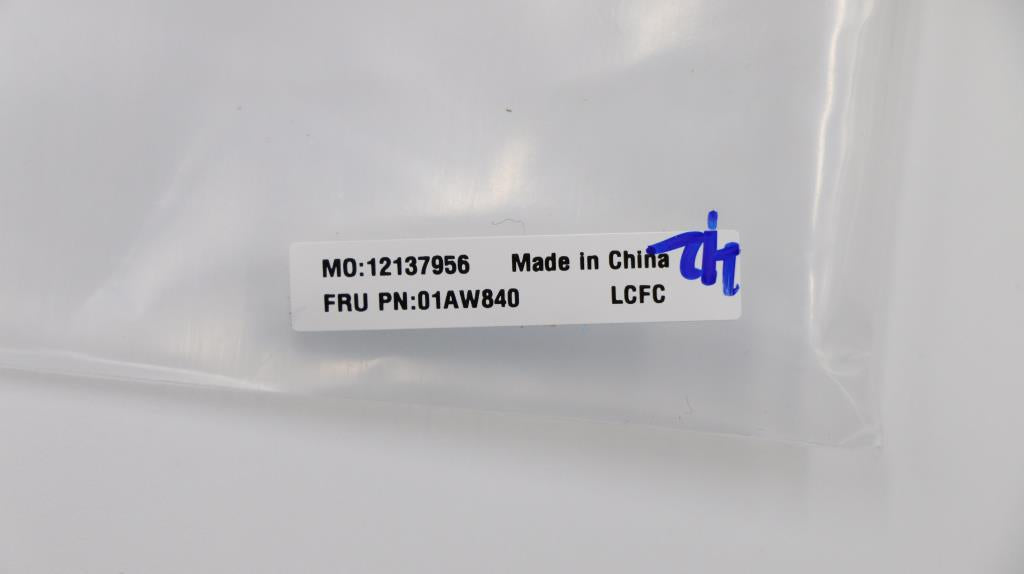 MO:12137956 Made in China
FRU PN:01AW840 LCFC